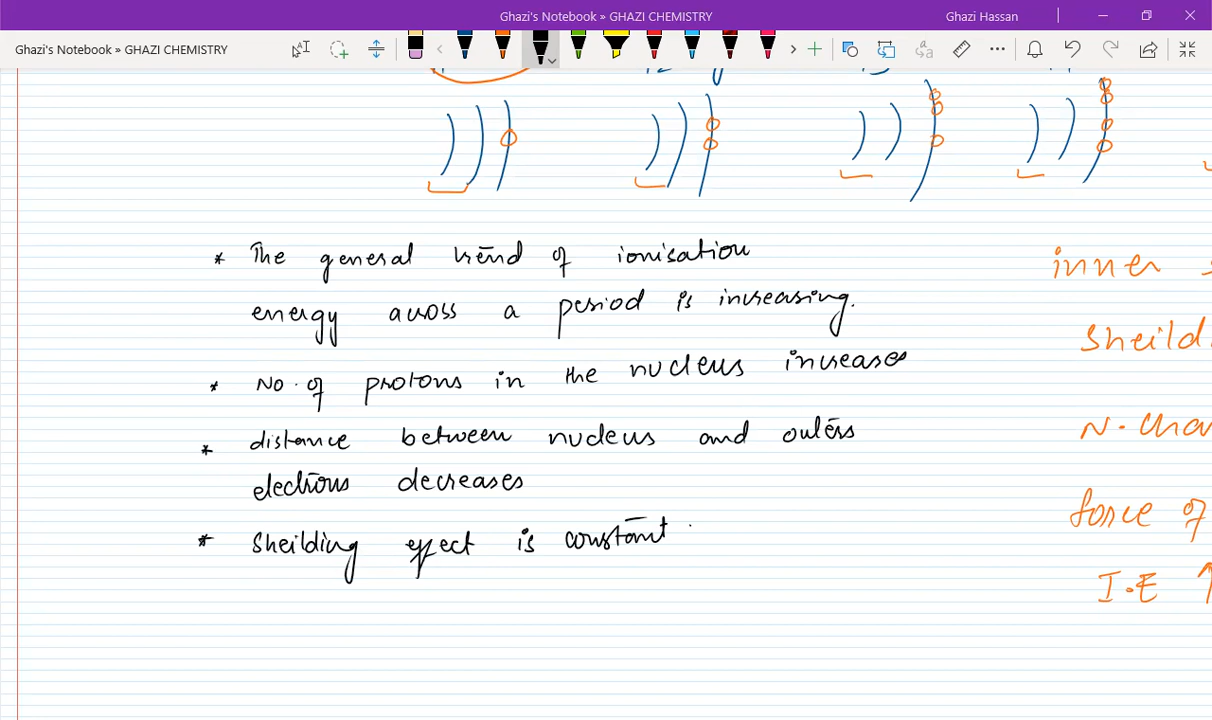 Ghazi's Notebook » GHAZI CHEMISTRY
Ghazi Hassan
Ghazi's Notebook » GHAZI CHEMISTRY
* The general trend of ionisation
energy across a period is increasing.
* No. of protons in the nucleus increases
* distance between nucleus and outers
electrons decreases
* Sheilding effect is constant
inner s
Sheild
N. Cha
force of
I.E ↑